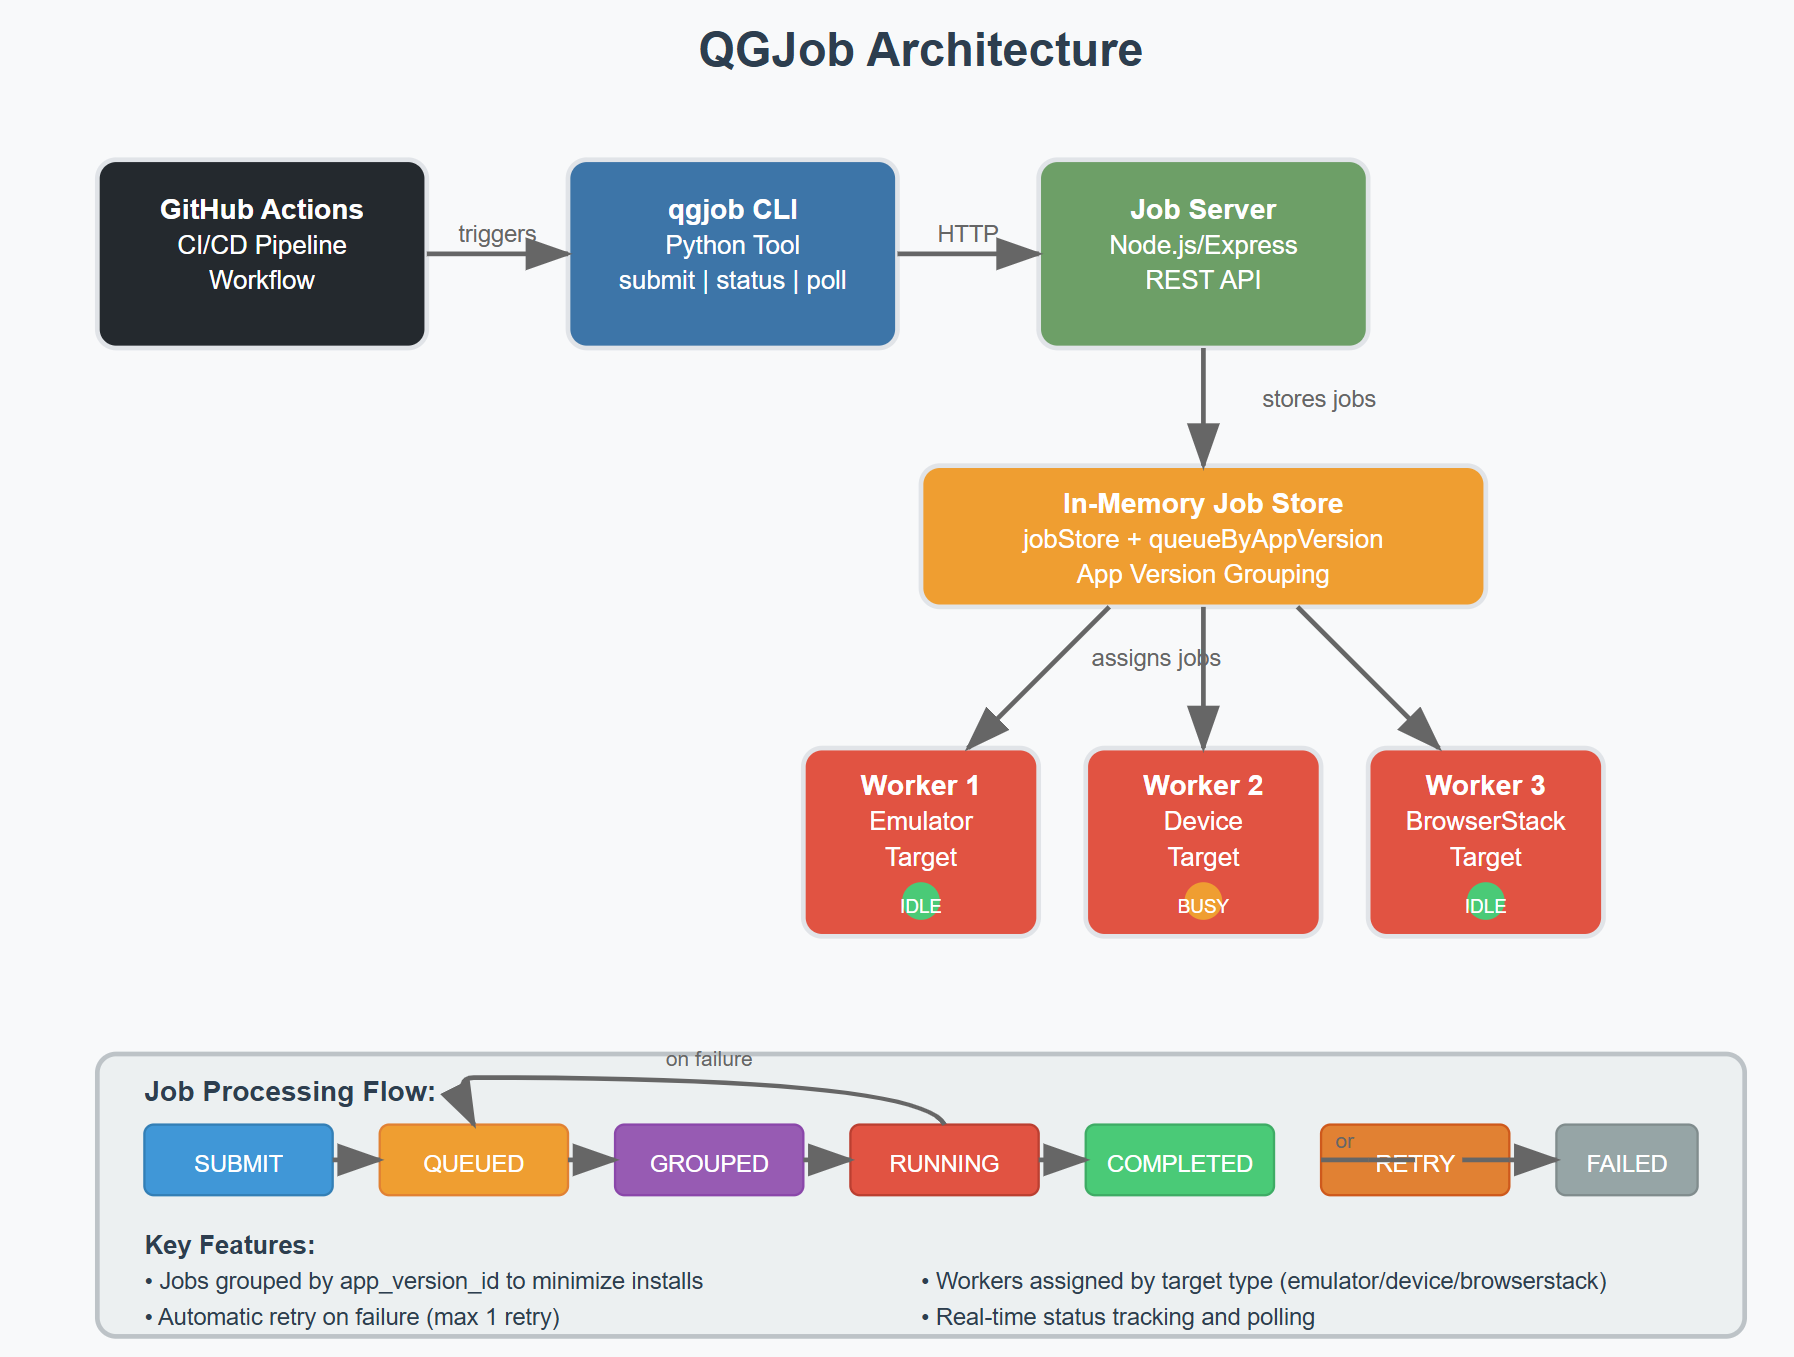 QGJob Architecture
GitHub Actions
CI/CD Pipeline
Workflow
triggers
qgjob CLI
Python Tool
submit | status | poll
HTTP
Job Server
Node.js/Express
REST API
stores jobs
In-Memory Job Store
jobStore + queueByAppVersion
App Version Grouping
assigns jobs
Worker 1
Emulator
Target
IDLE
Worker 2
Device
Target
BUSY
Worker 3
BrowserStack
Target
IDLE
on failure
Job Processing Flow:
SUBMIT
QUEUED
GROUPED
RUNNING
COMPLETED
or
RETRY
FAILED
Key Features:
• Jobs grouped by app_version_id to minimize installs
• Automatic retry on failure (max 1 retry)
• Workers assigned by target type (emulator/device/browserstack)
• Real-time status tracking and polling